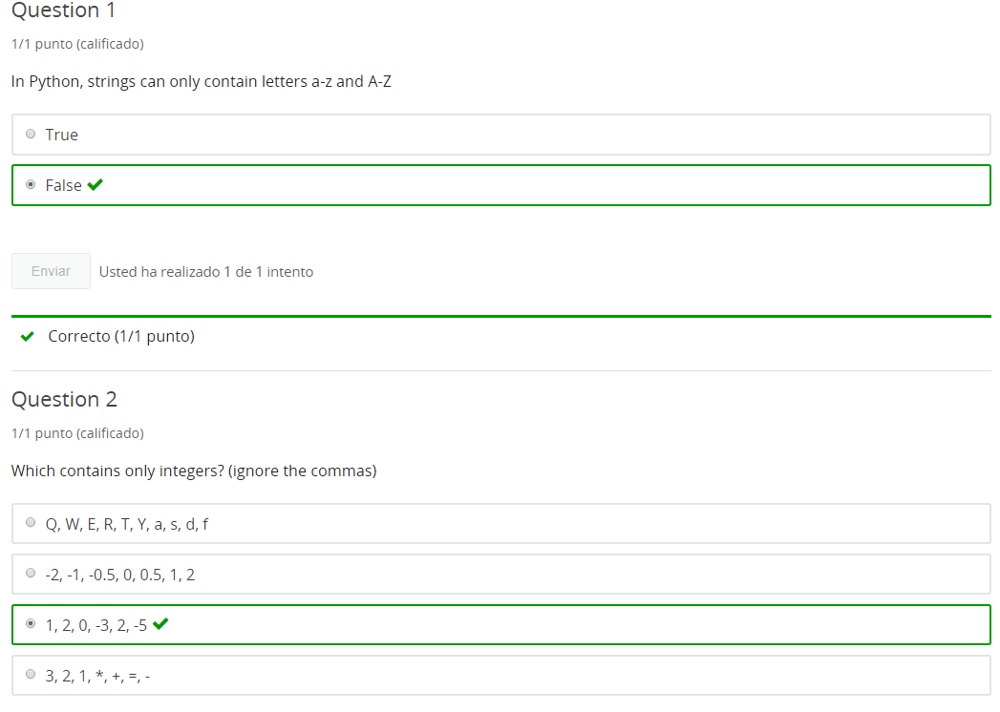 Question 1
1/1 punto (calificado)
In Python, strings can only contain letters a-z and A-Z
True
False
Enviar
Usted ha realizado 1 de 1 intento
Correcto (1/1 punto)
Question 2
1/1 punto (calificado)
Which contains only integers? (ignore the commas)
Q, W, E, R, T, Y, a, s, d, f
-2, -1, -0.5, 0, 0.5, 1, 2
1, 2, 0, -3, 2, -5
3, 2, 1, *, +, =, -